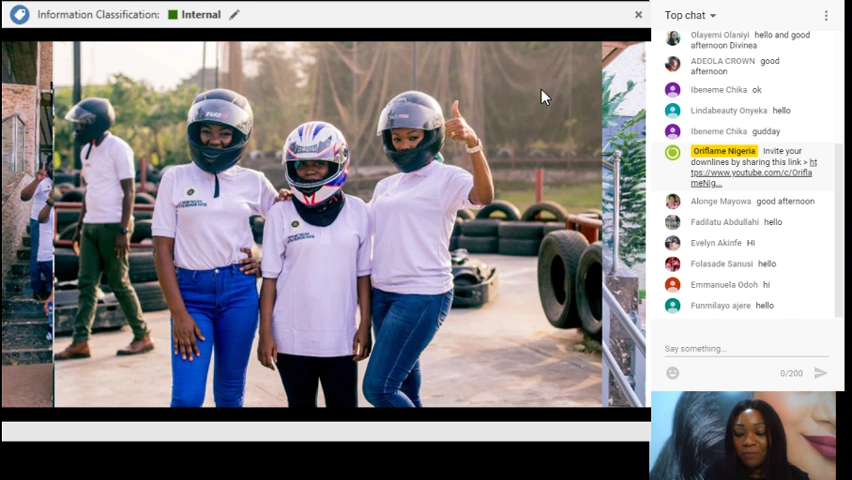 Information Classification: Internal
Top chat
Olayemi Olaniyi hello and good
afternoon Divinea
ADEOLA CROWN good
afternoon
Ibeneme Chika ok
Lindabeauty Onyeka hello
Ibeneme Chika gudday
Oriflame Nigeria Invite your
downlines by sharing this link > ht
tps://www.youtube.com/c/Orifla
meNig...
Alonge Mayowa good afternoon
Fadilatu Abdullahi hello
Evelyn Akinfe Hi
Folasade Sanusi hello
Emmanuela Odoh hi
Funmilayo ajere hello
Say something...
0/200